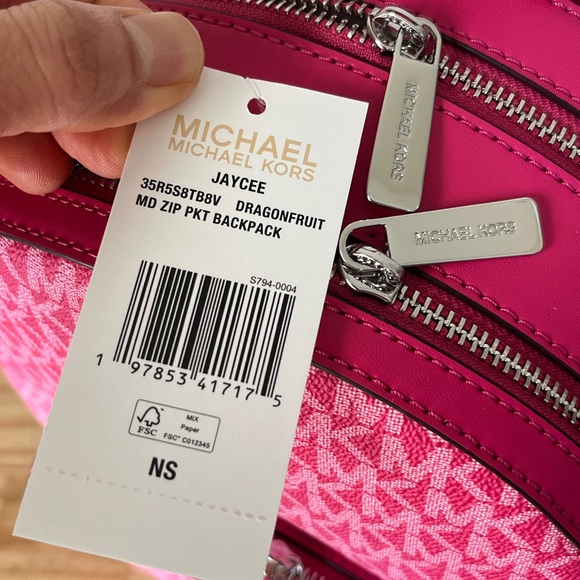 MICHAEL
MICHAEL KORS
JAYCEE
35R5S8TB8V DRAGONFRUIT
MD ZIP PKT BACKPACK
S794-0004
1 97853 41717 5
FSC
MIX
Paper
FSC® C012345
NS
MICHAEL KORS
MICHAEL KORS